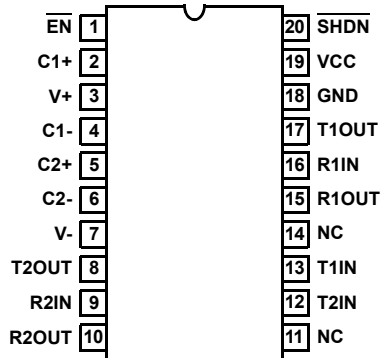 EN 1 20 SHDN
C1+ 2 19 VCC
V+ 3 18 GND
C1- 4 17 T1OUT
C2+ 5 16 R1IN
C2- 6 15 R1OUT
V- 7 14 NC
T2OUT 8 13 T1IN
R2IN 9 12 T2IN
R2OUT 10 11 NC